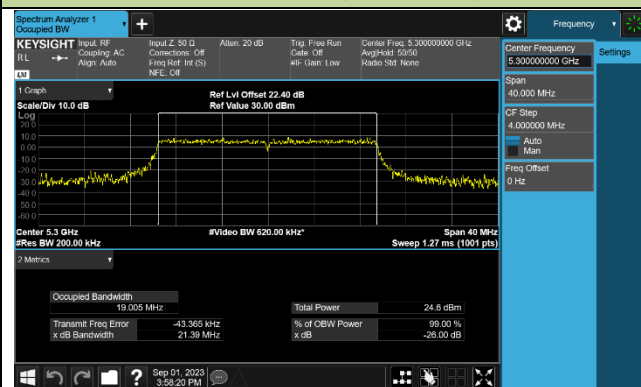 Spectrum Analyzer 1
Occupied BW
Frequency
KEYSIGHT
RL
LXI
Input: RF
Coupling: AC
Align: Auto
Input Z: 50 Ω
Corrections: Off
Freq Ref: Int (S)
NFE: Off
Atten: 20 dB
Trig: Free Run
Gate: Off
#IF Gain: Low
Center Freq: 5.300000000 GHz
Avg|Hold: 50/50
Radio Std: None
Center Frequency
5.300000000 GHz
Settings
Span
40.000 MHz
CF Step
4.000000 MHz
Auto
Man
Freq Offset
0 Hz
1 Graph
Scale/Div 10.0 dB
Ref Lvl Offset 22.40 dB
Ref Value 30.00 dBm
Log
20.0
10.0
0.00
-10.0
-20.0
-30.0
-40.0
-50.0
-60.0
Center 5.3 GHz
#Res BW 200.00 kHz
#Video BW 620.00 kHz*
Span 40 MHz
Sweep 1.27 ms (1001 pts)
2 Metrics
Occupied Bandwidth
19.005 MHz
Total Power 24.6 dBm
Transmit Freq Error -43.365 kHz
% of OBW Power 99.00 %
x dB Bandwidth 21.39 MHz
x dB -26.00 dB
Sep 01, 2023
3:58:20 PM